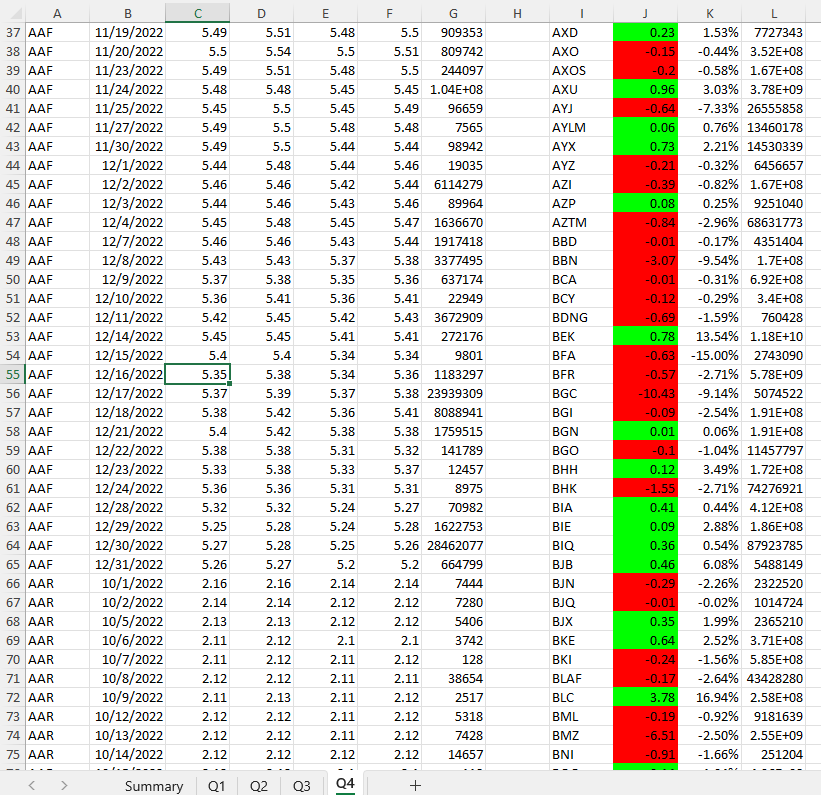 A B C D E F G H I J K L
37 AAF 11/19/2022 5.49 5.51 5.48 5.5 909353 AXD 0.23 1.53% 7727343
38 AAF 11/20/2022 5.5 5.54 5.5 5.51 809742 AXO -0.15 -0.44% 3.52E+08
39 AAF 11/23/2022 5.49 5.51 5.48 5.5 244097 AXOS -0.2 -0.58% 1.67E+08
40 AAF 11/24/2022 5.48 5.48 5.45 5.45 1.04E+08 AXU 0.96 3.03% 3.78E+09
41 AAF 11/25/2022 5.45 5.5 5.45 5.49 96659 AYJ -0.64 -7.33% 26555858
42 AAF 11/27/2022 5.49 5.5 5.48 5.48 7565 AYLM 0.06 0.76% 13460178
43 AAF 11/30/2022 5.49 5.5 5.44 5.44 98942 AYX 0.73 2.21% 14530339
44 AAF 12/1/2022 5.44 5.48 5.44 5.46 19035 AYZ -0.21 -0.32% 6456657
45 AAF 12/2/2022 5.46 5.46 5.42 5.44 6114279 AZI -0.39 -0.82% 1.67E+08
46 AAF 12/3/2022 5.44 5.46 5.43 5.46 89964 AZP 0.08 0.25% 9251040
47 AAF 12/4/2022 5.45 5.48 5.45 5.47 1636670 AZTM -0.84 -2.96% 68631773
48 AAF 12/7/2022 5.46 5.46 5.43 5.44 1917418 BBD -0.01 -0.17% 4351404
49 AAF 12/8/2022 5.43 5.43 5.37 5.38 3377495 BBN -3.07 -9.54% 1.7E+08
50 AAF 12/9/2022 5.37 5.38 5.35 5.36 637174 BCA -0.01 -0.31% 6.92E+08
51 AAF 12/10/2022 5.36 5.41 5.36 5.41 22949 BCY -0.12 -0.29% 3.4E+08
52 AAF 12/11/2022 5.42 5.45 5.42 5.43 3672909 BDNG -0.69 -1.59% 760428
53 AAF 12/14/2022 5.45 5.45 5.41 5.41 272176 BEK 0.78 13.54% 1.18E+10
54 AAF 12/15/2022 5.4 5.4 5.34 5.34 9801 BFA -0.63 -15.00% 2743090
55 AAF 12/16/2022 5.35 5.38 5.34 5.36 1183297 BFR -0.57 -2.71% 5.78E+09
56 AAF 12/17/2022 5.37 5.39 5.37 5.38 23939309 BGC -10.43 -9.14% 5074522
57 AAF 12/18/2022 5.38 5.42 5.36 5.41 8088941 BGI -0.09 -2.54% 1.91E+08
58 AAF 12/21/2022 5.4 5.42 5.38 5.38 1759515 BGN 0.01 0.06% 1.91E+08
59 AAF 12/22/2022 5.38 5.38 5.31 5.32 141789 BGO -0.1 -1.04% 11457797
60 AAF 12/23/2022 5.33 5.38 5.33 5.37 12457 BHH 0.12 3.49% 1.72E+08
61 AAF 12/24/2022 5.36 5.36 5.31 5.31 8975 BHK -1.55 -2.71% 74276921
62 AAF 12/28/2022 5.32 5.32 5.24 5.27 70982 BIA 0.41 0.44% 4.12E+08
63 AAF 12/29/2022 5.25 5.28 5.24 5.28 1622753 BIE 0.09 2.88% 1.86E+08
64 AAF 12/30/2022 5.27 5.28 5.25 5.26 28462077 BIQ 0.36 0.54% 87923785
65 AAF 12/31/2022 5.26 5.27 5.2 5.2 664799 BJB 0.46 6.08% 5488149
66 AAR 10/1/2022 2.16 2.16 2.14 2.14 7444 BJN -0.29 -2.26% 2322520
67 AAR 10/2/2022 2.14 2.14 2.12 2.12 7280 BJQ -0.01 -0.02% 1014724
68 AAR 10/5/2022 2.13 2.13 2.12 2.12 5406 BJX 0.35 1.99% 2365210
69 AAR 10/6/2022 2.11 2.12 2.1 2.1 3742 BKE 0.64 2.52% 3.71E+08
70 AAR 10/7/2022 2.11 2.12 2.11 2.12 128 BKI -0.24 -1.56% 5.85E+08
71 AAR 10/8/2022 2.12 2.12 2.11 2.11 38654 BLAF -0.17 -2.64% 43428280
72 AAR 10/9/2022 2.11 2.13 2.11 2.12 2517 BLC 3.78 16.94% 2.58E+08
73 AAR 10/12/2022 2.12 2.12 2.11 2.12 5318 BML -0.19 -0.92% 9181639
74 AAR 10/13/2022 2.12 2.12 2.11 2.12 7428 BMZ -6.51 -2.50% 2.55E+09
75 AAR 10/14/2022 2.12 2.12 2.12 2.12 14657 BNI -0.91 -1.66% 251204
Summary Q1 Q2 Q3 Q4 +